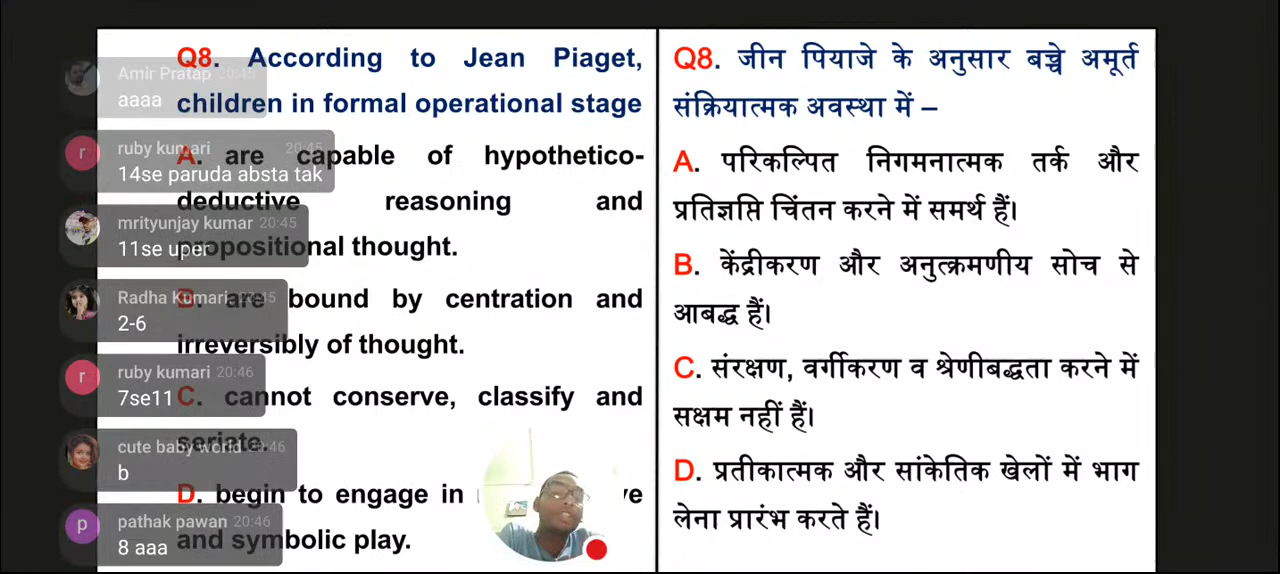 Q8. According to Jean Piaget,
children in formal operational stage
A. are capable of hypothetico-
deductive reasoning and
propositional thought.
B. are bound by centration and
irreversibly of thought.
C. cannot conserve, classify and
seriate.
D. begin to engage in
and symbolic play.
Q8. जीन पियाजे के अनुसार बच्चे अमूर्त
संक्रियात्मक अवस्था में –
A. परिकल्पित निगमनात्मक तर्क और
प्रतिज्ञप्ति चिंतन करने में समर्थ हैं।
B. केंद्रीकरण और अनुत्क्रमणीय सोच से
आबद्ध हैं।
C. संरक्षण, वर्गीकरण व श्रेणीबद्धता करने में
सक्षम नहीं हैं।
D. प्रतीकात्मक और सांकेतिक खेलों में भाग
लेना प्रारंभ करते हैं।
Amir Pratap 20:45
aaaa
r
ruby kumari 20:45
14se paruda absta tak
mrityunjay kumar 20:45
11se uper
Radha Kumari 20:45
2-6
r
ruby kumari 20:46
7se11
cute baby world 20:46
b
p
pathak pawan 20:46
8 aaa